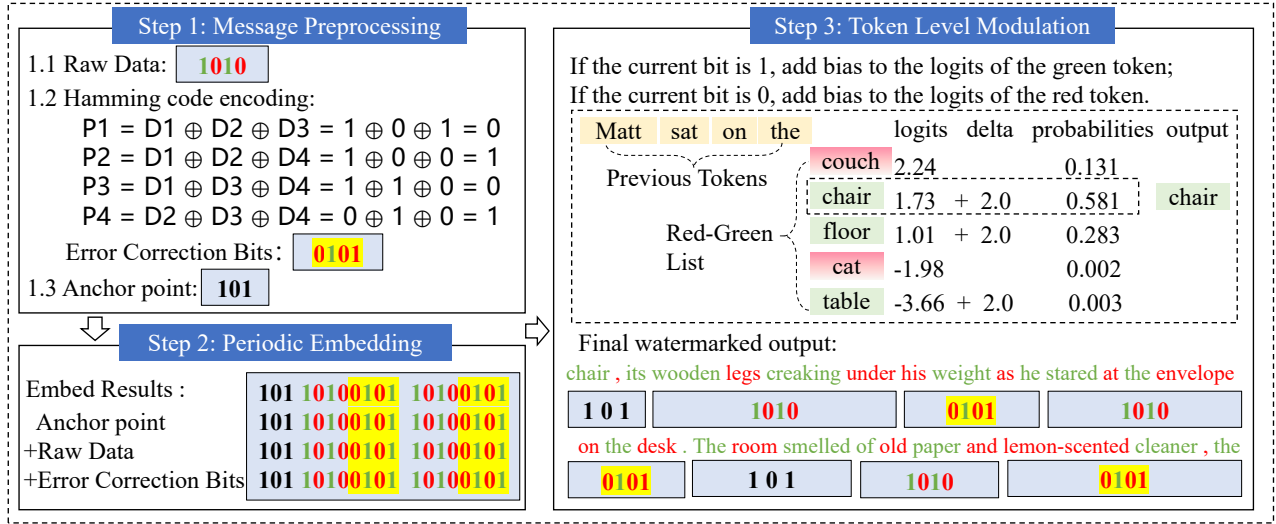 Step 1: Message Preprocessing
1.1 Raw Data: 1010
1.2 Hamming code encoding:
P1 = D1 ⊕ D2 ⊕ D3 = 1 ⊕ 0 ⊕ 1 = 0
P2 = D1 ⊕ D2 ⊕ D4 = 1 ⊕ 0 ⊕ 0 = 1
P3 = D1 ⊕ D3 ⊕ D4 = 1 ⊕ 1 ⊕ 0 = 0
P4 = D2 ⊕ D3 ⊕ D4 = 0 ⊕ 1 ⊕ 0 = 1
Error Correction Bits: 0101
1.3 Anchor point: 101
Step 2: Periodic Embedding
Embed Results : 101 10100101 10100101
Anchor point 101 10100101 10100101
+Raw Data 101 10100101 10100101
+Error Correction Bits 101 10100101 10100101
101 10100101 10100101
Step 3: Token Level Modulation
If the current bit is 1, add bias to the logits of the green token;
If the current bit is 0, add bias to the logits of the red token.
Matt sat on the logits delta probabilities output
Previous Tokens
Red-Green
List
couch 2.24 0.131
chair 1.73 + 2.0 0.581 chair
floor 1.01 + 2.0 0.283
cat -1.98 0.002
table -3.66 + 2.0 0.003
Final watermarked output:
chair , its wooden legs creaking under his weight as he stared at the envelope
1 0 1 1010 0101 1010
on the desk . The room smelled of old paper and lemon-scented cleaner , the
0101 1 0 1 1010 0101